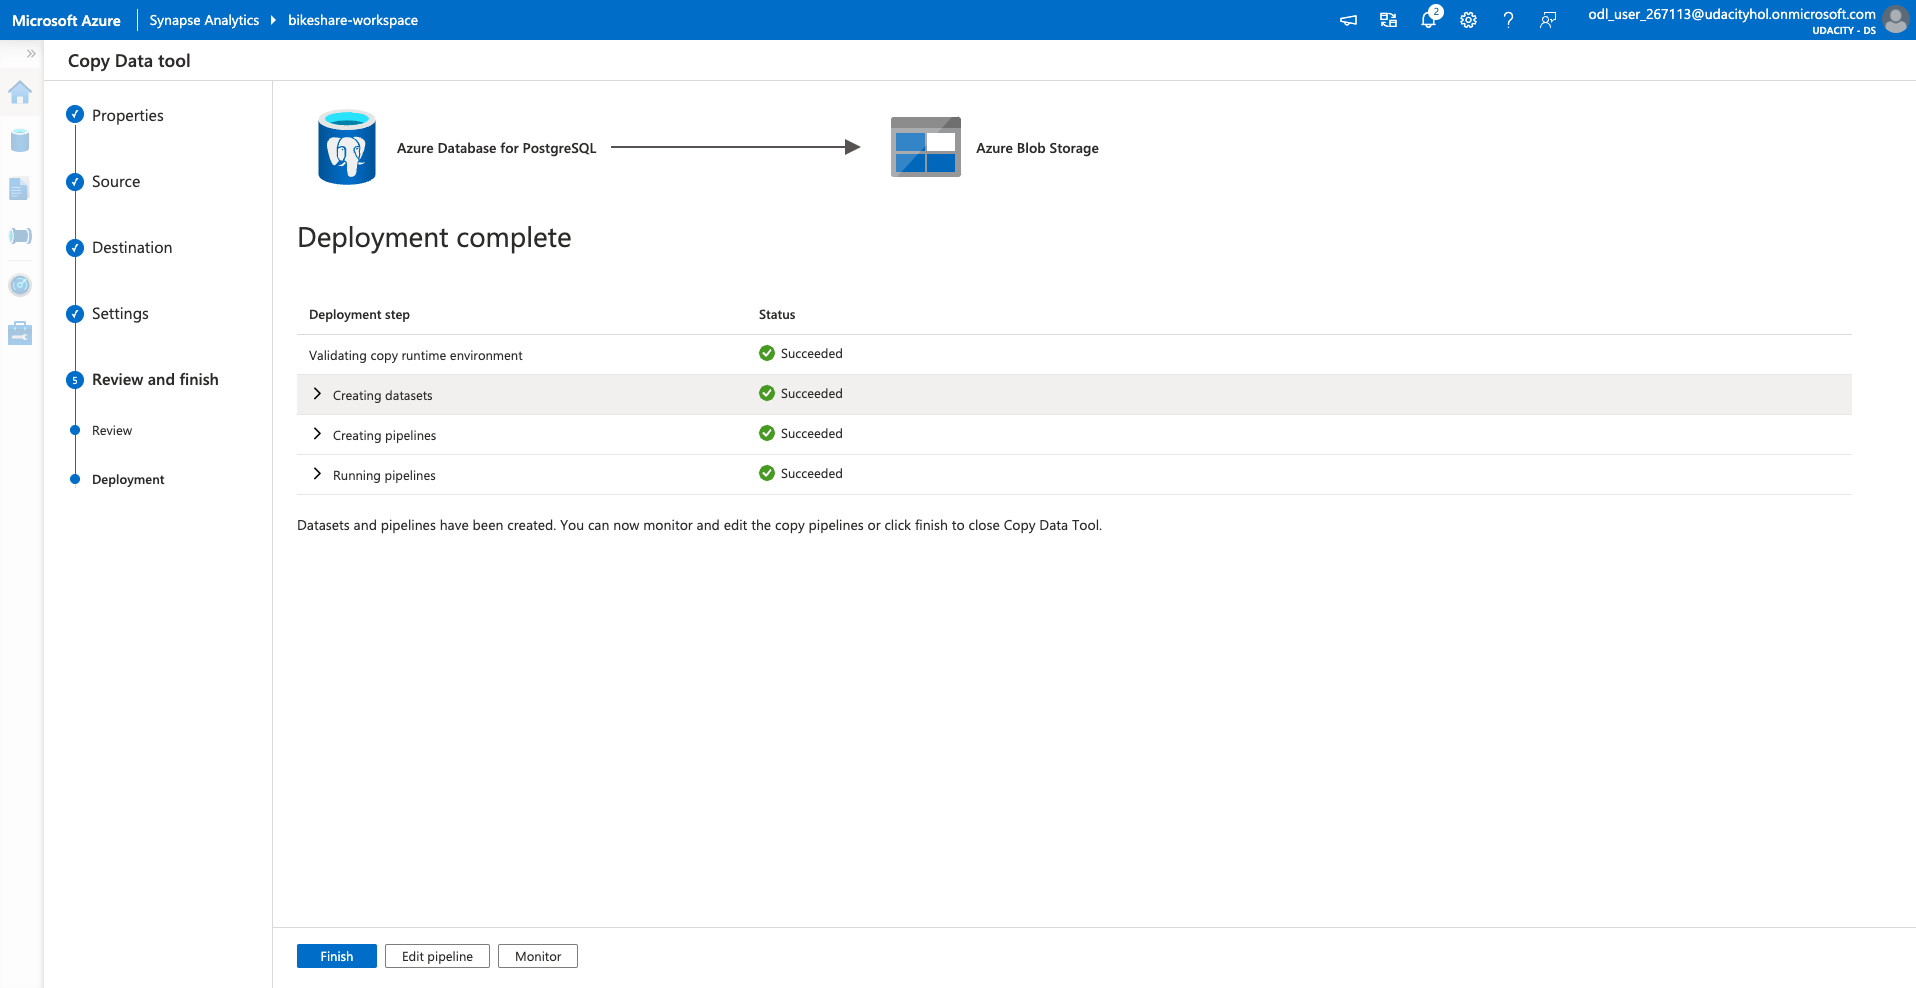 Microsoft Azure
Synapse Analytics
bikeshare-workspace
2
odl_user_267113@udacityhol.onmicrosoft.com
UDACITY - DS
Copy Data tool
Properties
Source
Destination
Settings
5
Review and finish
Review
Deployment
Azure Database for PostgreSQL
Azure Blob Storage
Deployment complete
Deployment step Status
Validating copy runtime environment Succeeded
Creating datasets Succeeded
Creating pipelines Succeeded
Running pipelines Succeeded
Datasets and pipelines have been created. You can now monitor and edit the copy pipelines or click finish to close Copy Data Tool.
Finish Edit pipeline Monitor